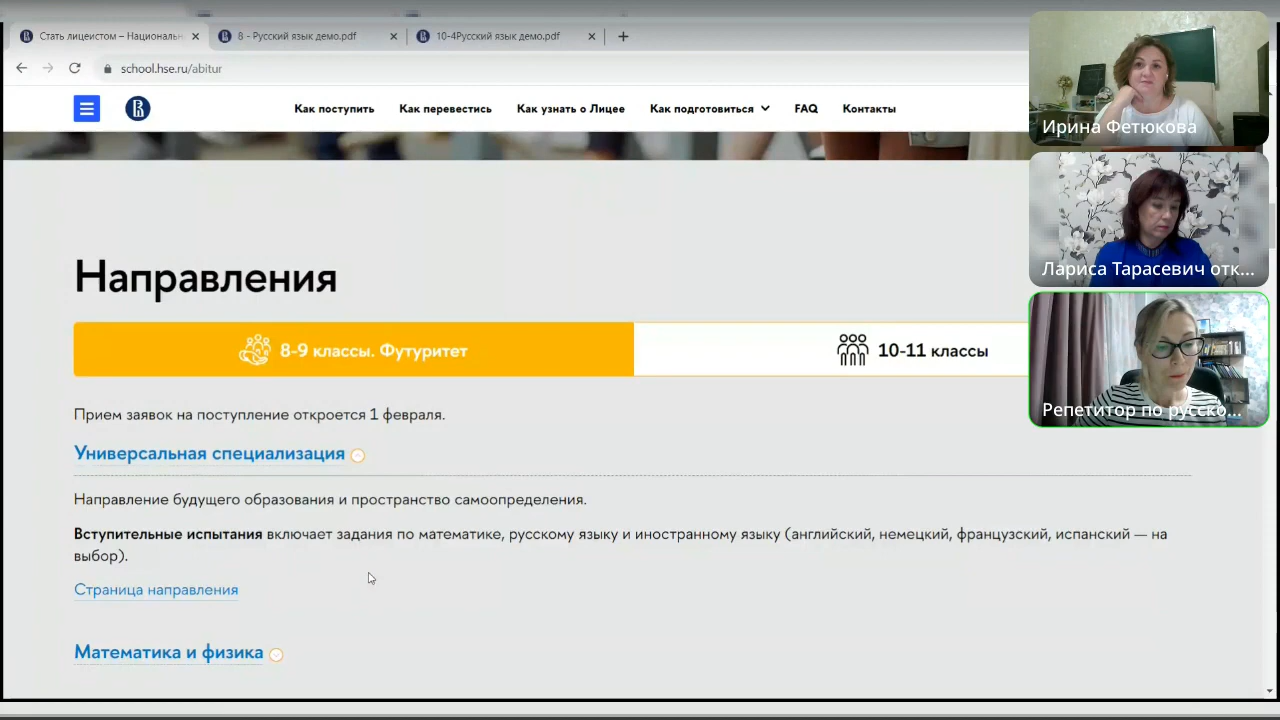 Стать лицеистом – Националь
8 - Русский язык демо.pdf
10-4Русский язык демо.pdf
school.hse.ru/abitur
Как поступить
Как перевестись
Как узнать о Лицее
Как подготовиться
FAQ
Контакты
Направления
8-9 классы. Футуритет
10-11 классы
Прием заявок на поступление откроется 1 февраля.
Универсальная специализация
Направление будущего образования и пространство самоопределения.
Вступительные испытания включает задания по математике, русскому языку и иностранному языку (английский, немецкий, французский, испанский — на
выбор).
Страница направления
Математика и физика
Ирина Фетюкова
Лариса Тарасевич отк...
Репетитор по русско...